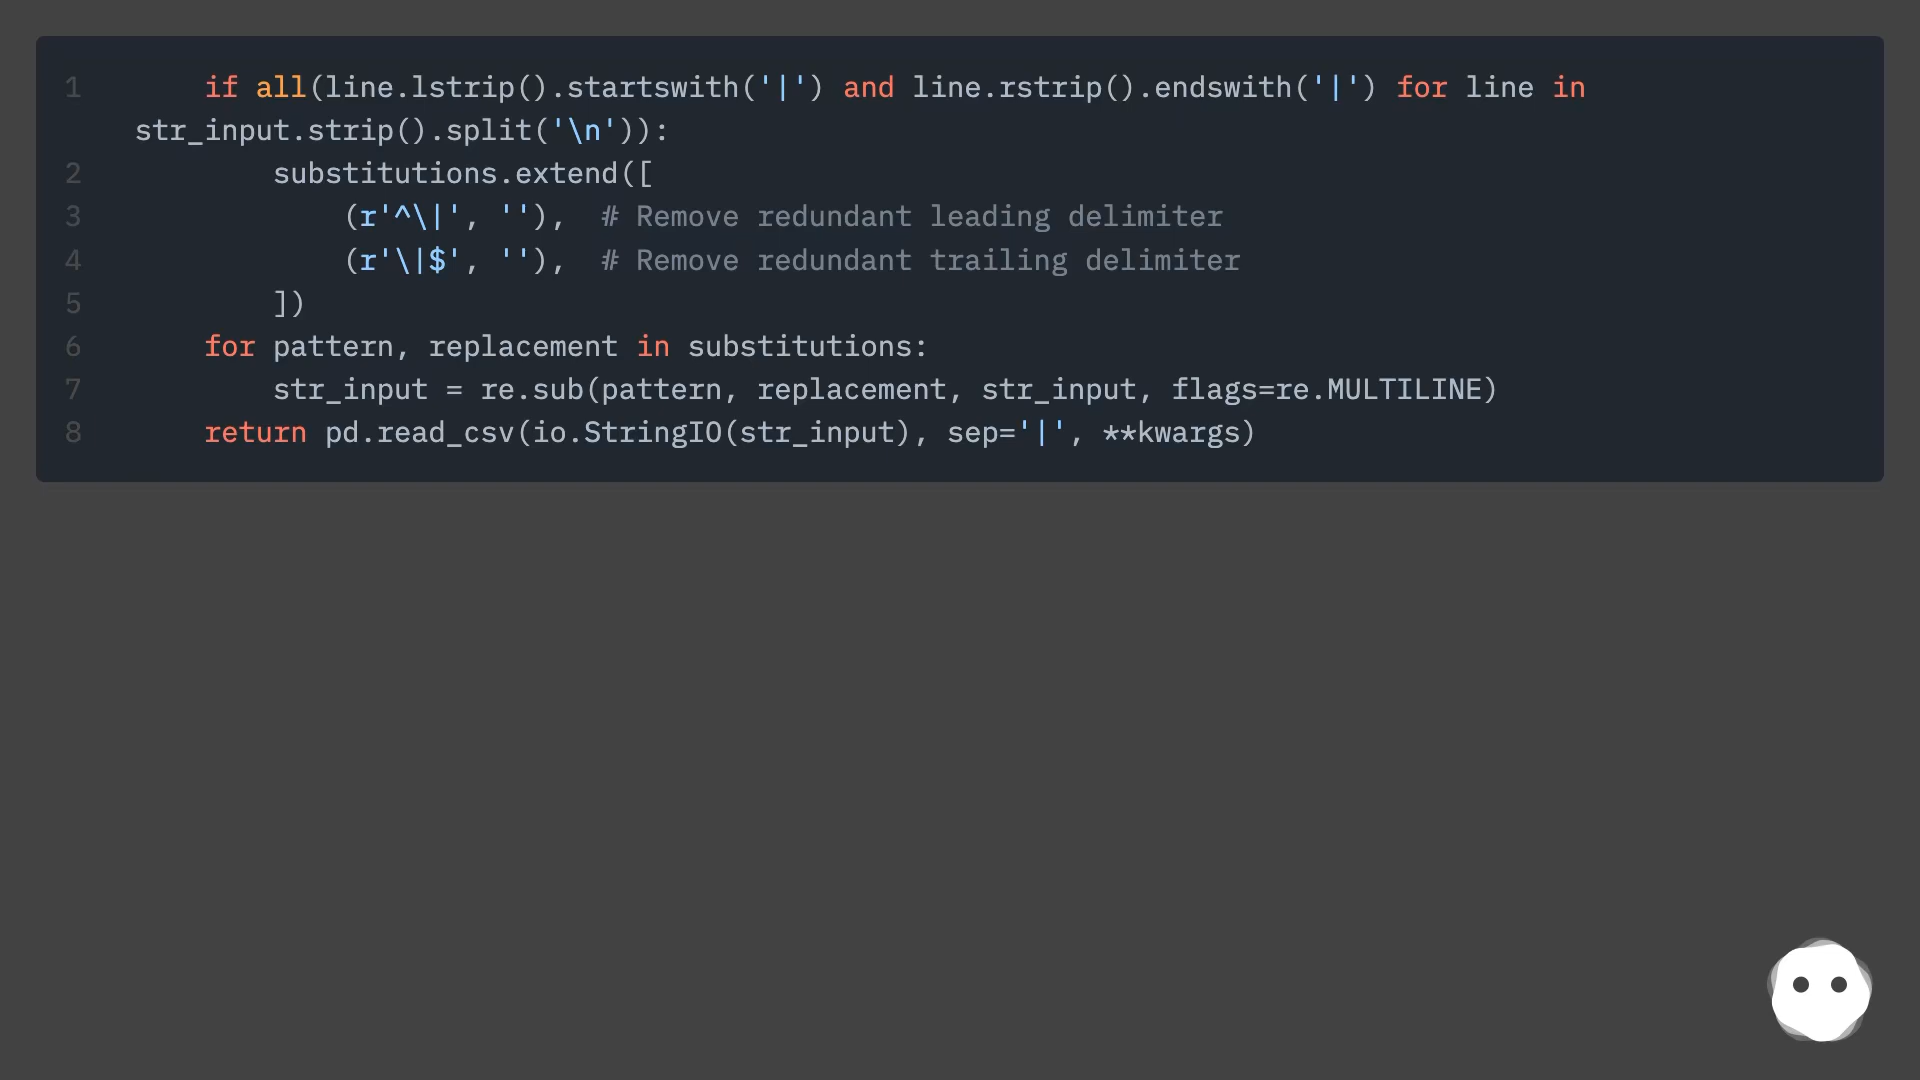 1    if all(line.lstrip().startswith('|') and line.rstrip().endswith('|') for line in
str_input.strip().split('\n')):
2        substitutions.extend([
3            (r'^\|', ''),  # Remove redundant leading delimiter
4            (r'\|$', ''),  # Remove redundant trailing delimiter
5        ])
6    for pattern, replacement in substitutions:
7        str_input = re.sub(pattern, replacement, str_input, flags=re.MULTILINE)
8    return pd.read_csv(io.StringIO(str_input), sep='|', **kwargs)